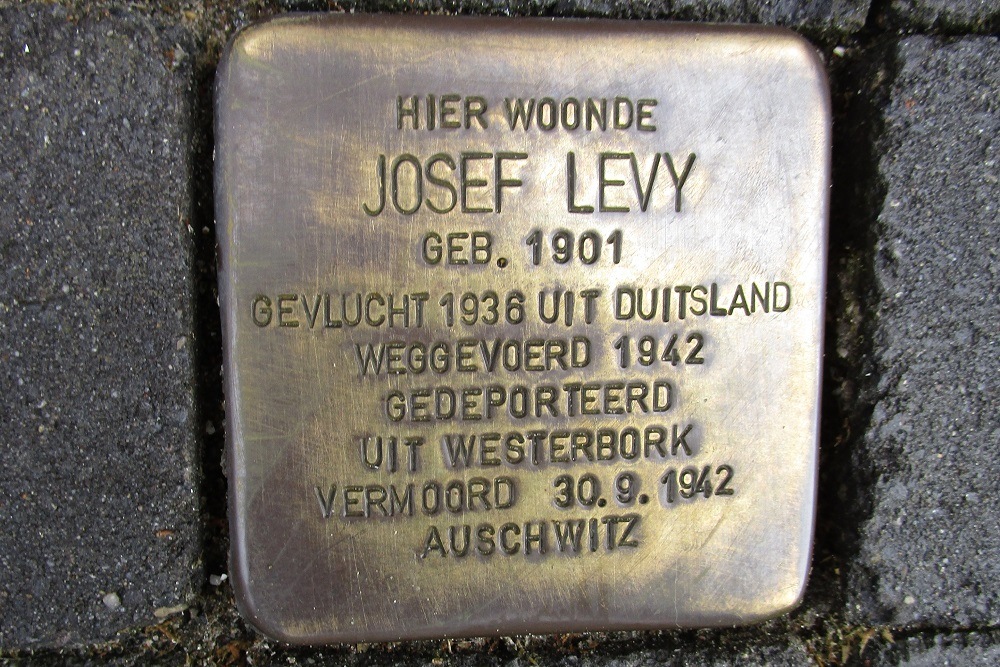 HIER WOONDE
JOSEF LEVY
GEB. 1901
GEVLUCHT 1936 UIT DUITSLAND
WEGGEVOERD 1942
GEDEPORTEERD
UIT WESTERBORK
VERMOORD 30.9.1942
AUSCHWITZ